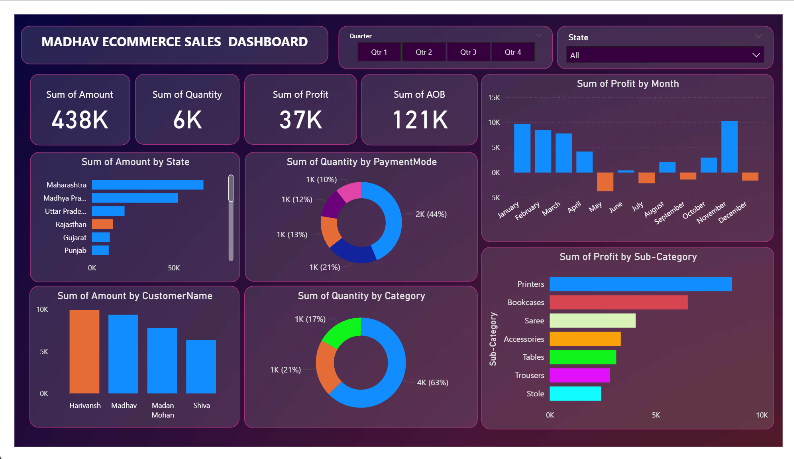 MADHAV ECOMMERCE SALES DASHBOARD
Quarter
Qtr 1
Qtr 2
Qtr 3
Qtr 4
State
All
Sum of Amount
438K
Sum of Quantity
6K
Sum of Profit
37K
Sum of AOB
121K
Sum of Profit by Month
15K
10K
5K
0K
5K
January
February
March
April
May
June
July
August
September
October
November
December
Sum of Amount by State
Maharashtra
Madhya Pra...
Uttar Prade...
Rajasthan
Gujarat
Punjab
0K
50K
Sum of Quantity by PaymentMode
1K (10%)
1K (12%)
1K (13%)
1K (21%)
2K (44%)
Sum of Amount by CustomerName
10K
5K
0K
Harivansh
Madhav
Madan
Mohan
Shiva
Sum of Quantity by Category
1K (17%)
1K (21%)
4K (63%)
Sum of Profit by Sub-Category
Sub-Category
Printers
Bookcases
Saree
Accessories
Tables
Trousers
Stole
0K
5K
10K